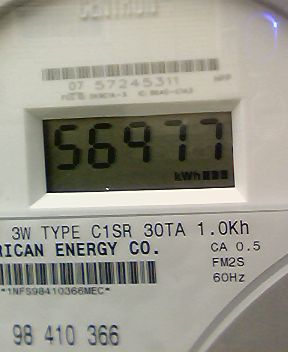 CENTRON
07 57245311
56977
kWh
3W TYPE C1SR 30TA 1.0Kh
RICAN ENERGY CO.
CA 0.5
FM2S
60Hz
*1NFS98410366MEC*
98 410 366